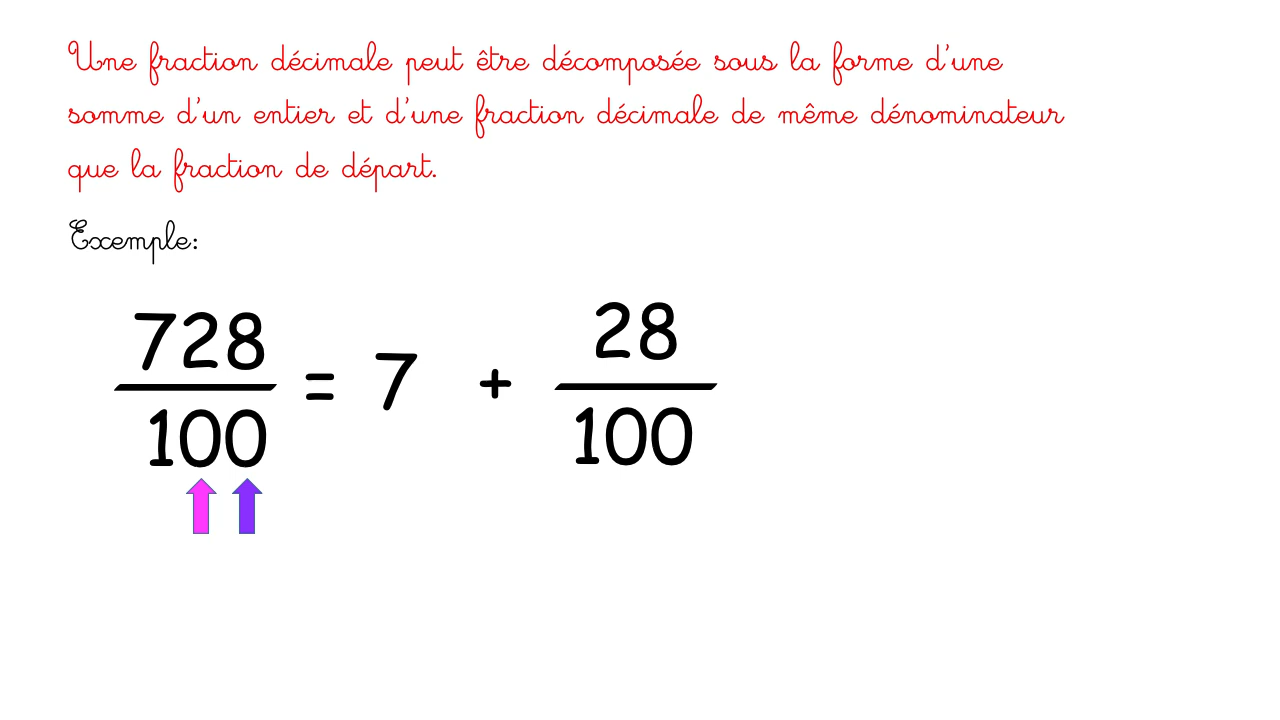 Une fraction décimale peut être décomposée sous la forme d'une
somme d'un entier et d'une fraction décimale de même dénominateur
que la fraction de départ.
Exemple:
728/100 = 7 + 28/100